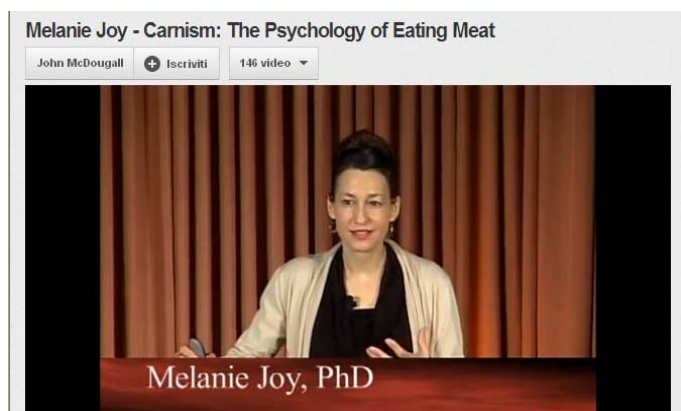 Melanie Joy - Carnism: The Psychology of Eating Meat
John McDougall Iscriviti 146 video
Melanie Joy, PhD